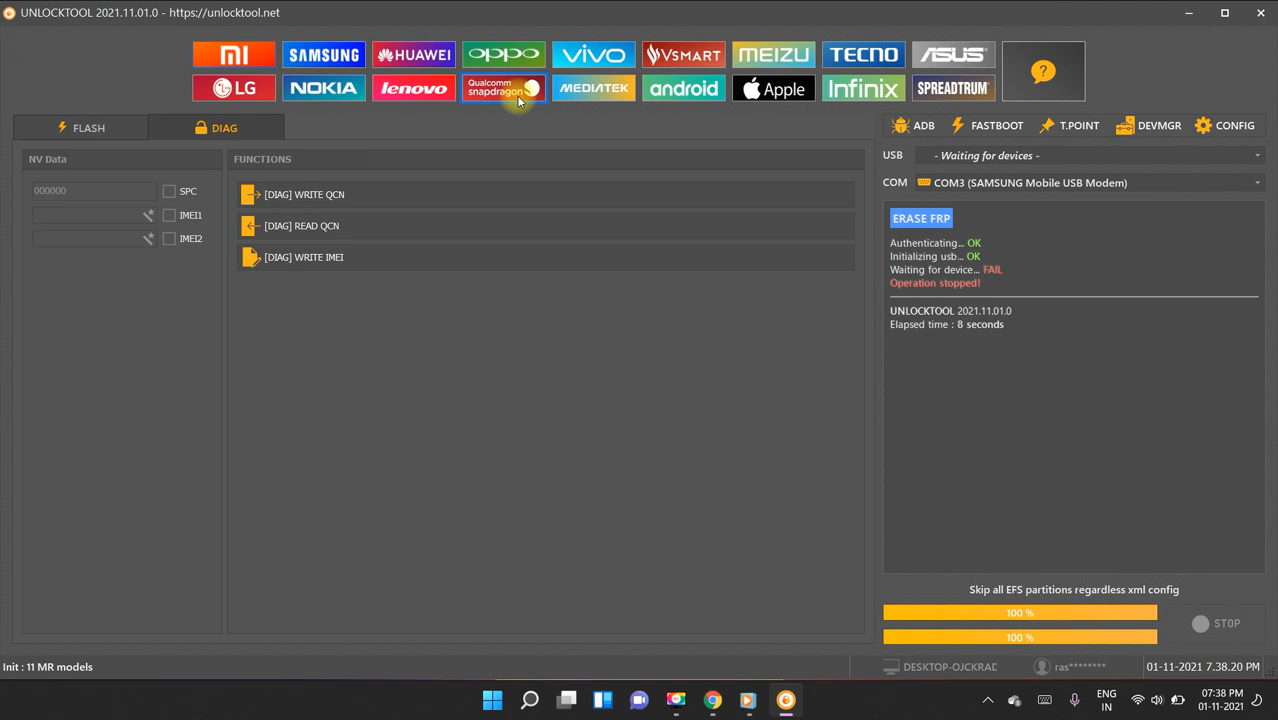 UNLOCKTOOL 2021.11.01.0 - https://unlocktool.net
mi SAMSUNG HUAWEI oppo vivo VSMART MEIZU TECNO ASUS ?
LG NOKIA lenovo Qualcomm snapdragon MEDIATEK android Apple Infinix SPREADTRUM
FLASH DIAG
ADB FASTBOOT T.POINT DEVMGR CONFIG
NV Data
FUNCTIONS
USB - Waiting for devices -
COM COM3 (SAMSUNG Mobile USB Modem)
000000 SPC
IMEI1
IMEI2
[DIAG] WRITE QCN
[DIAG] READ QCN
[DIAG] WRITE IMEI
ERASE FRP
Authenticating... OK
Initializing usb... OK
Waiting for device... FAIL
Operation stopped!
UNLOCKTOOL 2021.11.01.0
Elapsed time : 8 seconds
Skip all EFS partitions regardless xml config
100 %
100 %
STOP
Init : 11 MR models
DESKTOP-OJCKRAD ras******** 01-11-2021 7.38.20 PM
ENG
IN
07:38 PM
01-11-2021